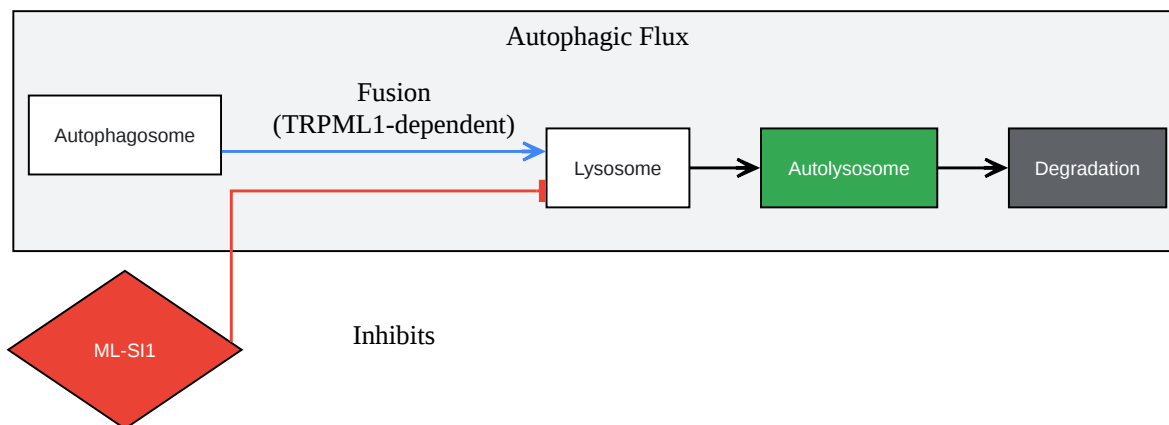 Autophagic Flux
Fusion
(TRPML1-dependent)
Autophagosome
Lysosome
Autolysosome
Degradation
ML-SI1
Inhibits